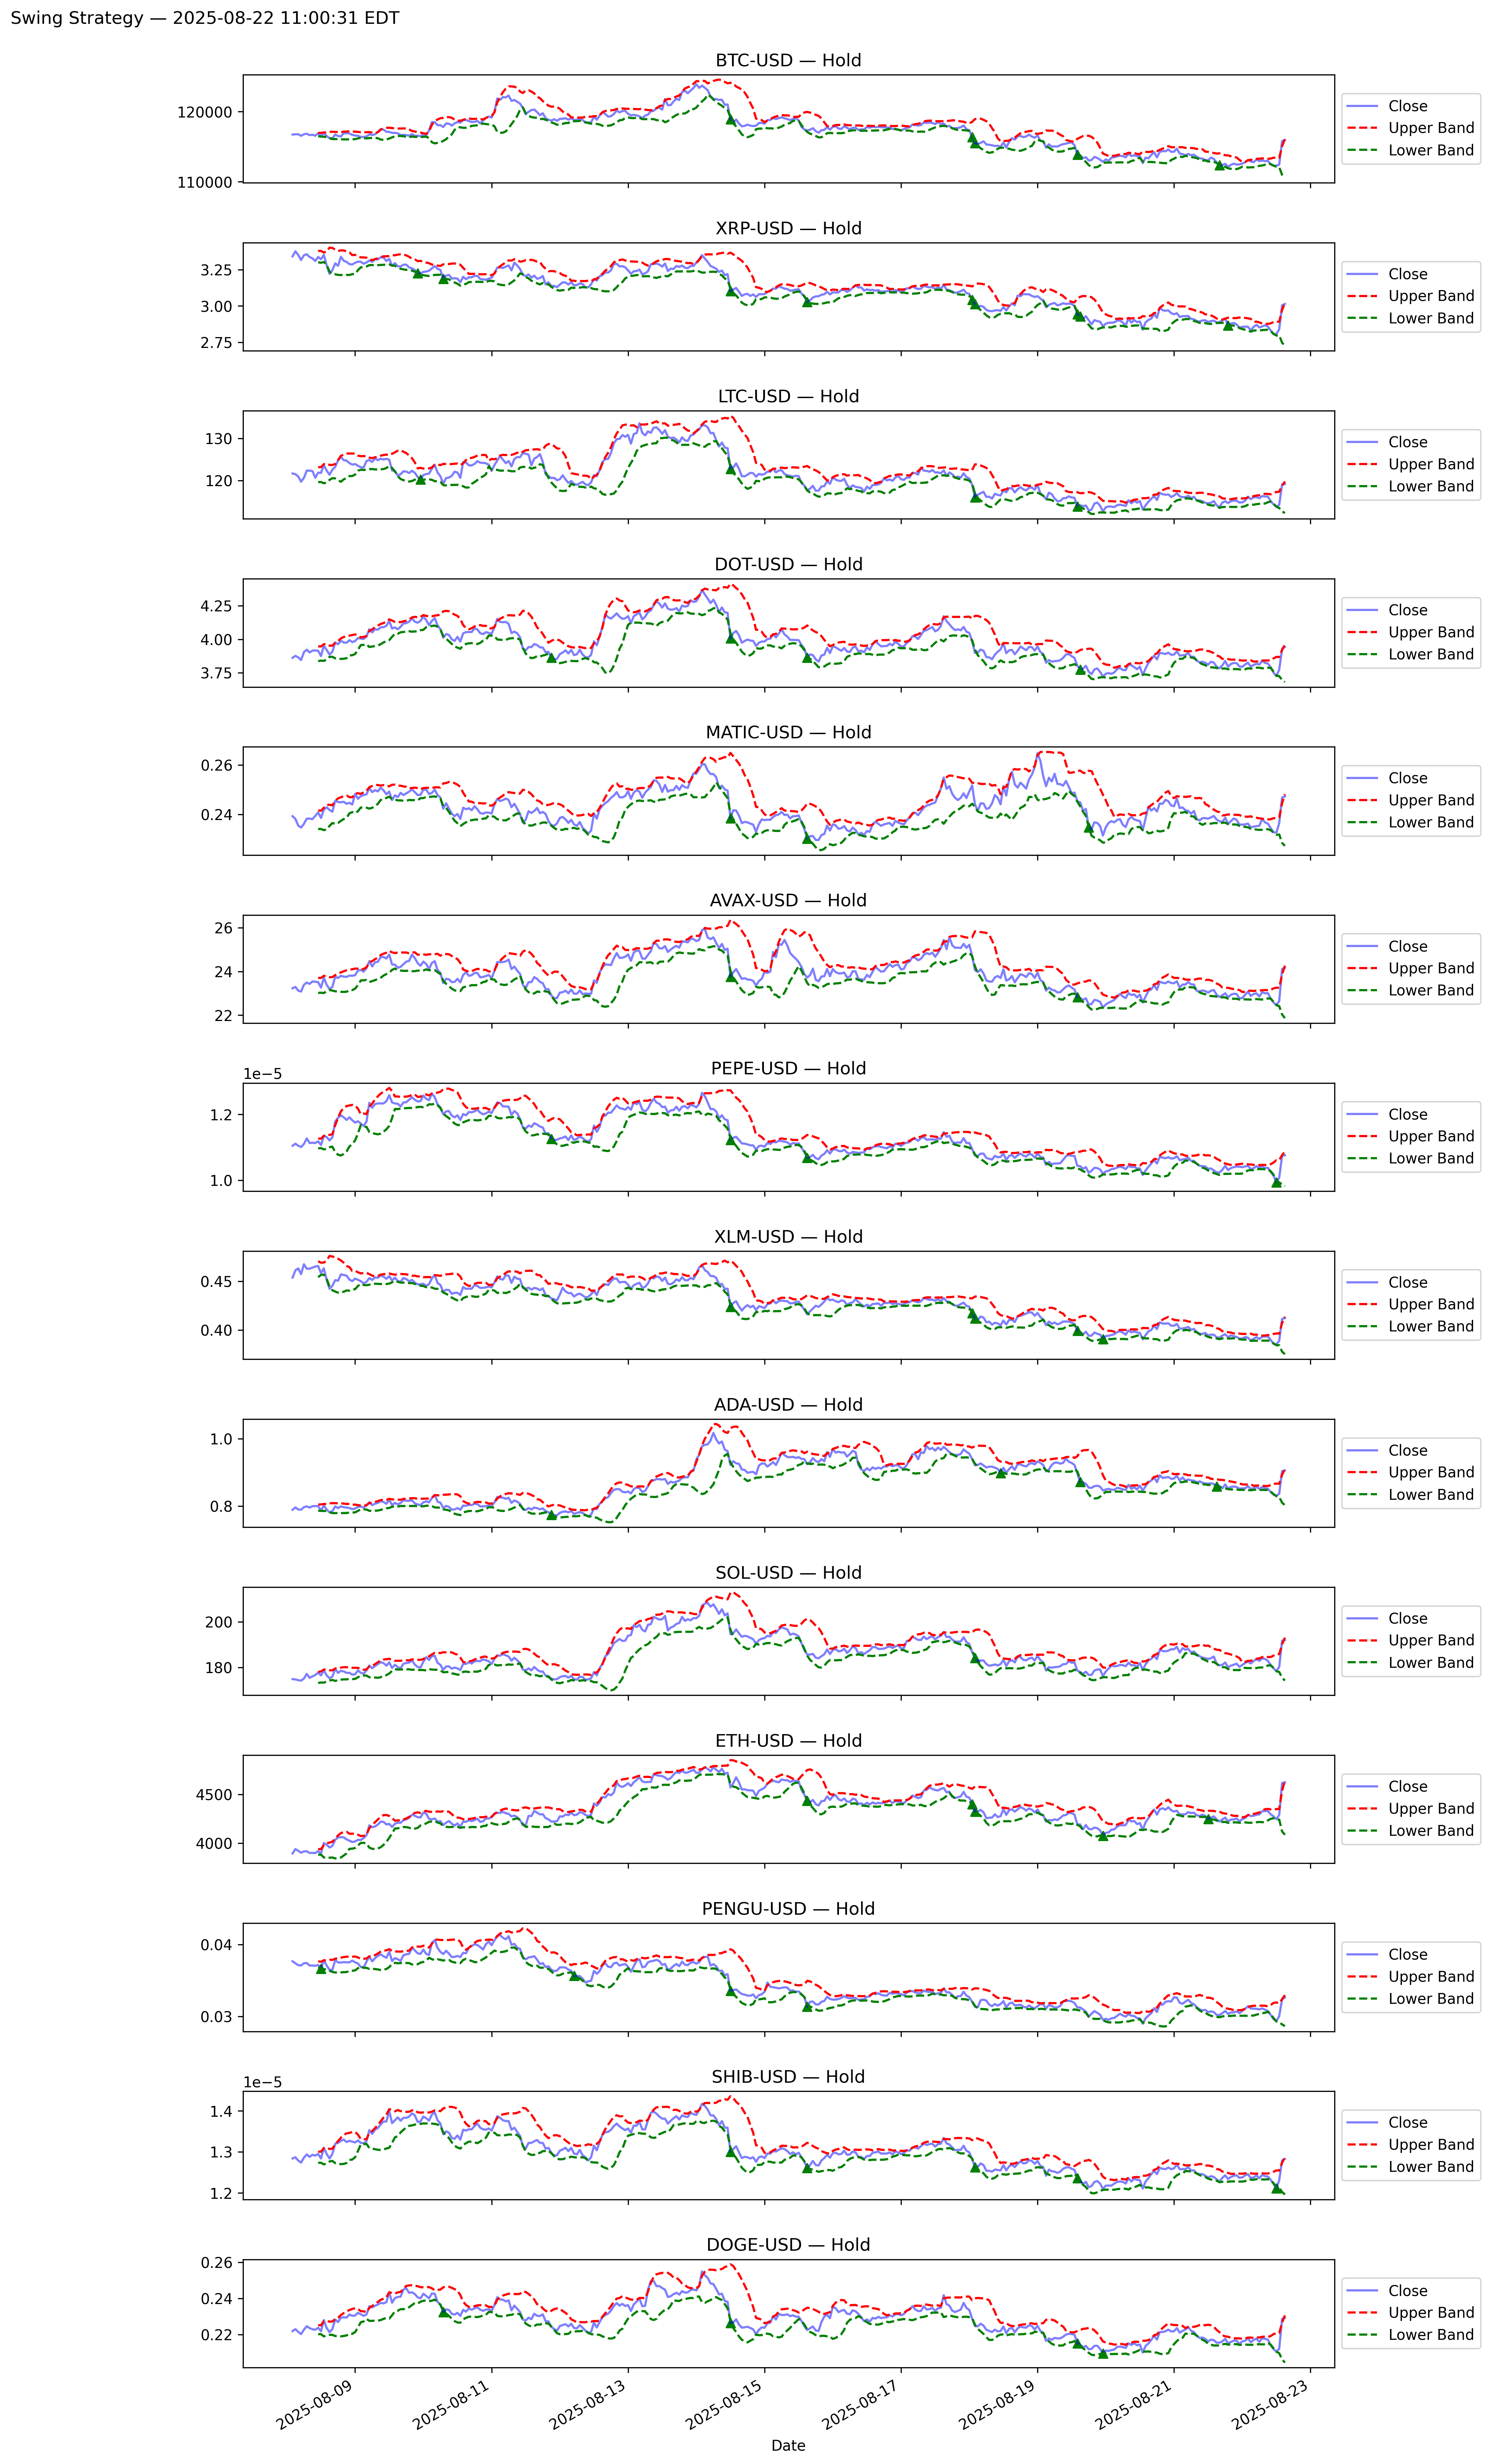 Swing Strategy — 2025-08-22 11:00:31 EDT
BTC-USD — Hold
120000
110000
Close
Upper Band
Lower Band
XRP-USD — Hold
3.25
3.00
2.75
Close
Upper Band
Lower Band
LTC-USD — Hold
130
120
Close
Upper Band
Lower Band
DOT-USD — Hold
4.25
4.00
3.75
Close
Upper Band
Lower Band
MATIC-USD — Hold
0.26
0.24
Close
Upper Band
Lower Band
AVAX-USD — Hold
26
24
22
Close
Upper Band
Lower Band
PEPE-USD — Hold
1e−5
1.2
1.0
Close
Upper Band
Lower Band
XLM-USD — Hold
0.45
0.40
Close
Upper Band
Lower Band
ADA-USD — Hold
1.0
0.8
Close
Upper Band
Lower Band
SOL-USD — Hold
200
180
Close
Upper Band
Lower Band
ETH-USD — Hold
4500
4000
Close
Upper Band
Lower Band
PENGU-USD — Hold
0.04
0.03
Close
Upper Band
Lower Band
SHIB-USD — Hold
1e−5
1.4
1.3
1.2
Close
Upper Band
Lower Band
DOGE-USD — Hold
0.26
0.24
0.22
Close
Upper Band
Lower Band
2025-08-09
2025-08-11
2025-08-13
2025-08-15
2025-08-17
2025-08-19
2025-08-21
2025-08-23
Date